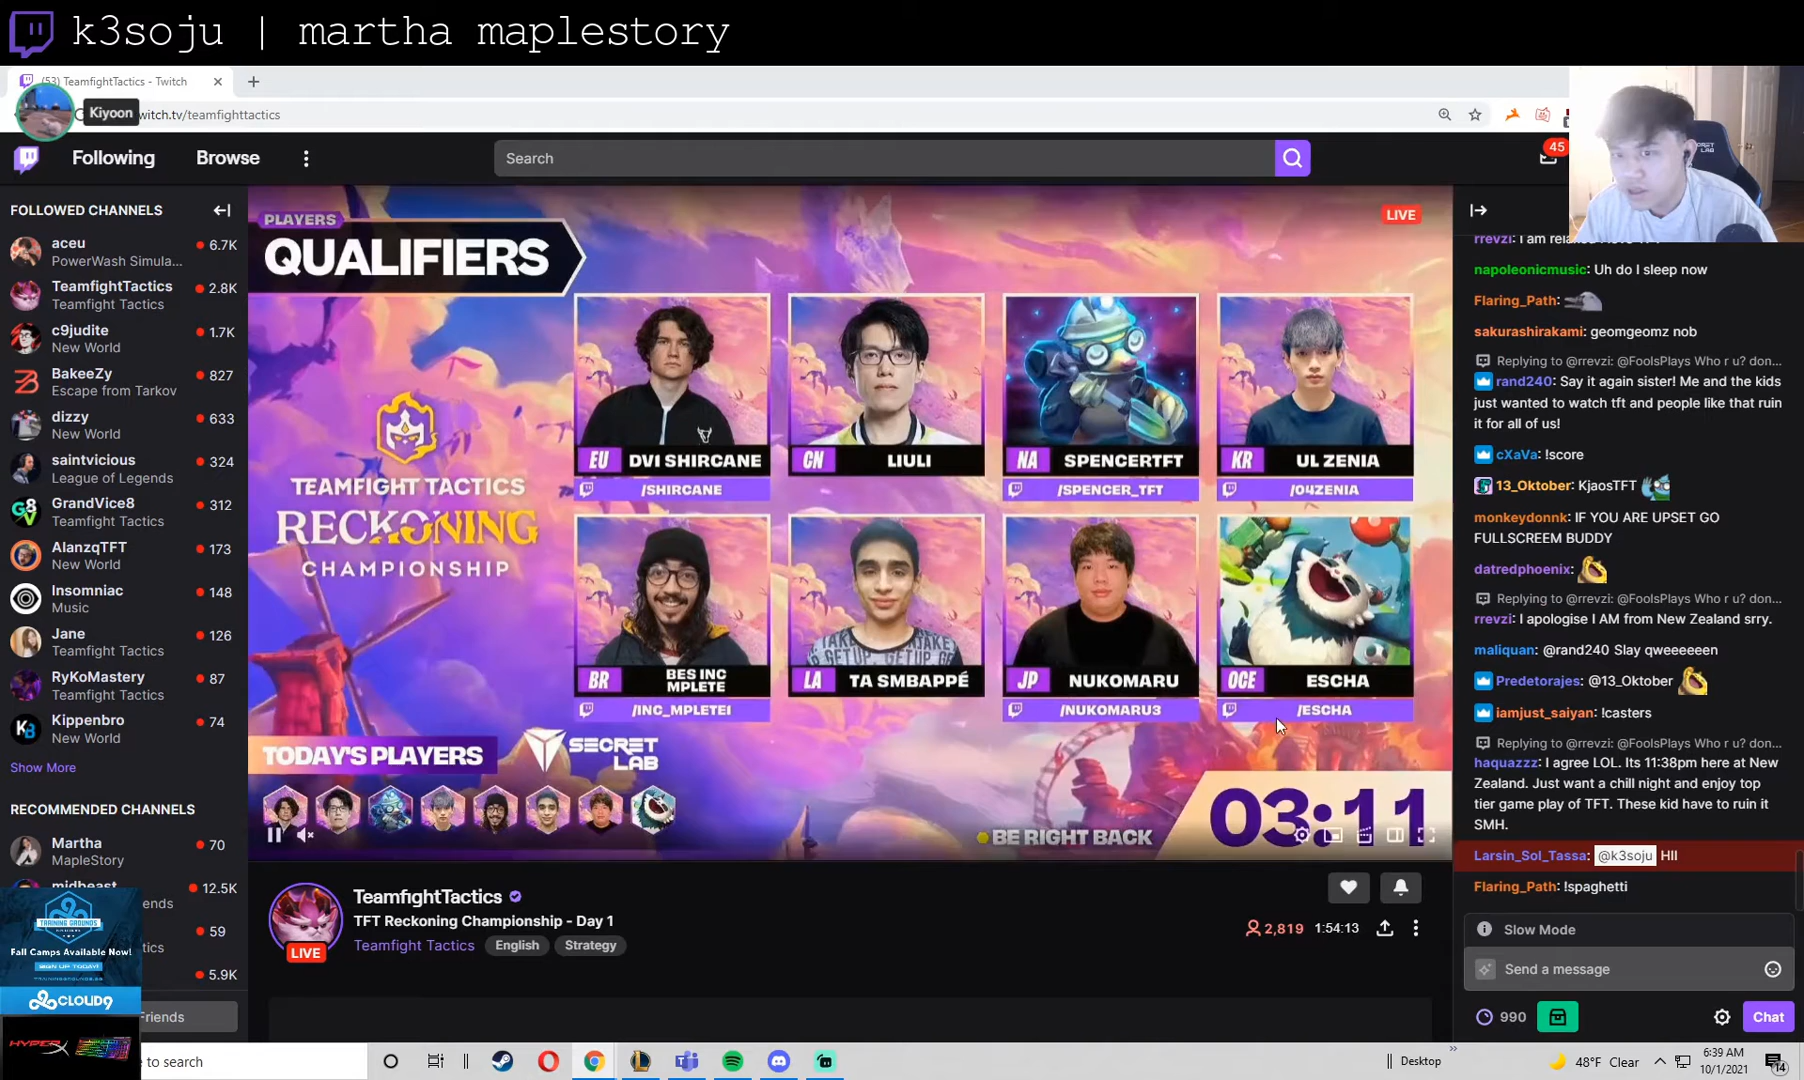 k3soju | martha maplestory
(53) TeamfightTactics - Twitch
Kiyoon
witch.tv/teamfighttactics
Following
Browse
Search
45
FOLLOWED CHANNELS
aceu
6.7K
PowerWash Simula...
TeamfightTactics
2.8K
Teamfight Tactics
c9judite
1.7K
New World
BakeeZy
827
Escape from Tarkov
dizzy
633
New World
saintvicious
324
League of Legends
GrandVice8
312
Teamfight Tactics
AlanzqTFT
173
New World
Insomniac
148
Music
Jane
126
Teamfight Tactics
RyKoMastery
87
Teamfight Tactics
Kippenbro
74
New World
Show More
RECOMMENDED CHANNELS
Martha
70
MapleStory
midbeast
12.5K
ends
59
tics
5.9K
Friends
TRAINING GROUNDS
Fall Camps Available Now!
CLOUD9
HYPERX
PLAYERS
QUALIFIERS
LIVE
TEAMFIGHT TACTICS
RECKONING
CHAMPIONSHIP
EU DVI SHIRCANE
/SHIRCANE
CN LIULI
NA SPENCERTFT
/SPENCER_TFT
KR UL ZENIA
/04ZENIA
BR BES INC
MPLETE
/INC_MPLETE1
LA TA SMBAPPÉ
JP NUKOMARU
/NUKOMARU3
OCE ESCHA
/ESCHA
TODAY'S PLAYERS
SECRET
LAB
BE RIGHT BACK
03:11
TeamfightTactics
TFT Reckoning Championship - Day 1
Teamfight Tactics
English
Strategy
LIVE
2,819
1:54:13
napoleonicmusic: Uh do I sleep now
Flaring_Path:
sakurashirakami: geomgeomz nob
Replying to @rrevzi: @FoolsPlays Who r u? don...
rand240: Say it again sister! Me and the kids
just wanted to watch tft and people like that ruin
it for all of us!
cXaVa: !score
13_Oktober: KjaosTFT
monkeydonnk: IF YOU ARE UPSET GO
FULLSCREEM BUDDY
datredphoenix:
Replying to @rrevzi: @FoolsPlays Who r u? don...
rrevzi: I apologise I AM from New Zealand srry.
maliquan: @rand240 Slay qweeeeeen
Predetorajes: @13_Oktober
iamjust_saiyan: !casters
Replying to @rrevzi: @FoolsPlays Who r u? don...
haquazzz: I agree LOL. Its 11:38pm here at New
Zealand. Just want a chill night and enjoy top
tier game play of TFT. These kid have to ruin it
SMH.
Larsin_Sol_Tassa: @k3soju HII
Flaring_Path: !spaghetti
Slow Mode
Send a message
990
Chat
e to search
Desktop
48°F Clear
6:39 AM
10/1/2021
14